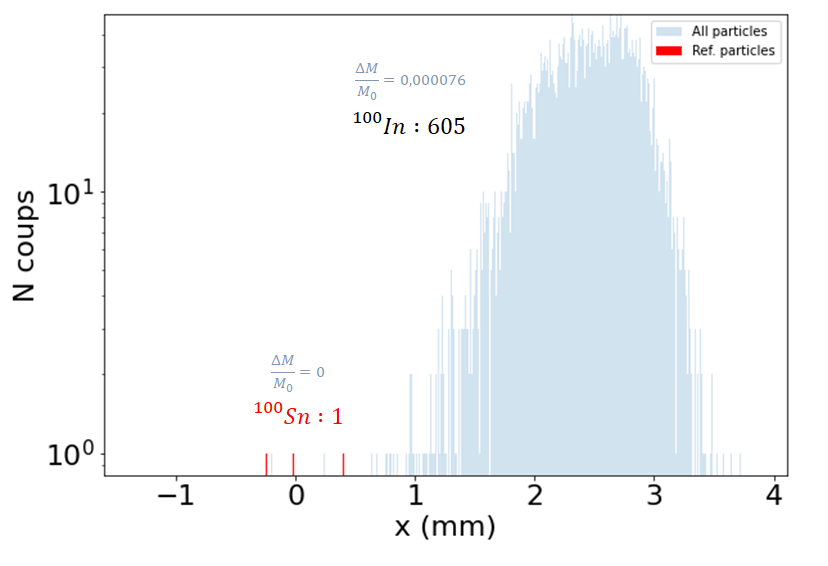 All particles
Ref. particles
ΔM/M₀ = 0,000076
¹⁰⁰In : 605
ΔM/M₀ = 0
¹⁰⁰Sn : 1
N coups
10¹
10⁰
−1 0 1 2 3 4
x (mm)